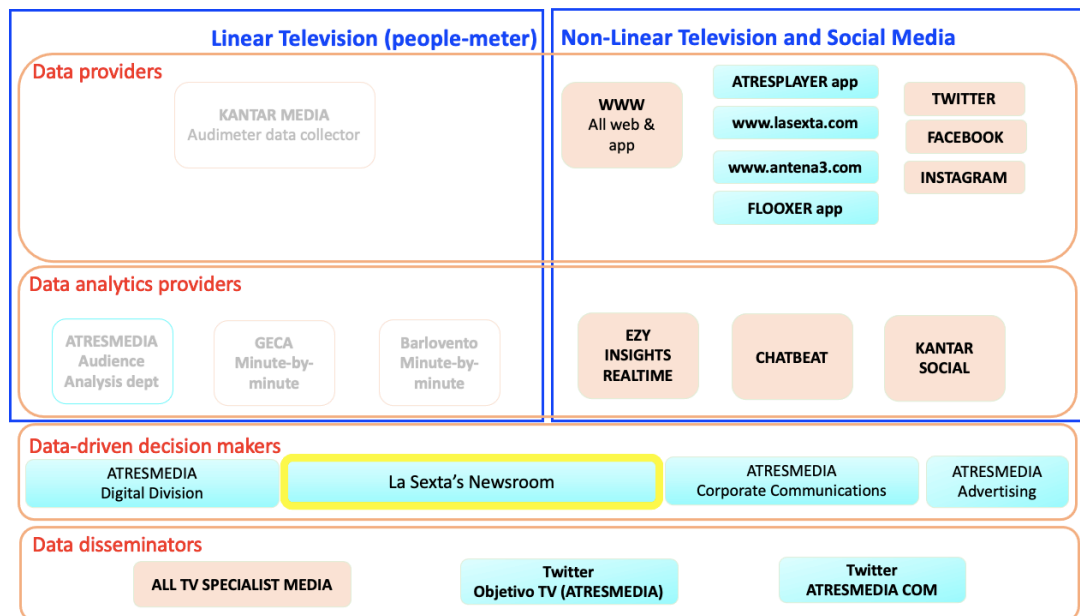 Linear Television (people-meter)
Non-Linear Television and Social Media
Data providers
KANTAR MEDIA
Audimeter data collector
WWW
All web &
app
ATRESPLAYER app
www.lasexta.com
www.antena3.com
FLOOXER app
TWITTER
FACEBOOK
INSTAGRAM
Data analytics providers
ATRESMEDIA
Audience
Analysis dept
GECA
Minute-by-
minute
Barlovento
Minute-by-
minute
EZY
INSIGHTS
REALTIME
CHATBEAT
KANTAR
SOCIAL
Data-driven decision makers
ATRESMEDIA
Digital Division
La Sexta’s Newsroom
ATRESMEDIA
Corporate Communications
ATRESMEDIA
Advertising
Data disseminators
ALL TV SPECIALIST MEDIA
Twitter
Objetivo TV (ATRESMEDIA)
Twitter
ATRESMEDIA COM